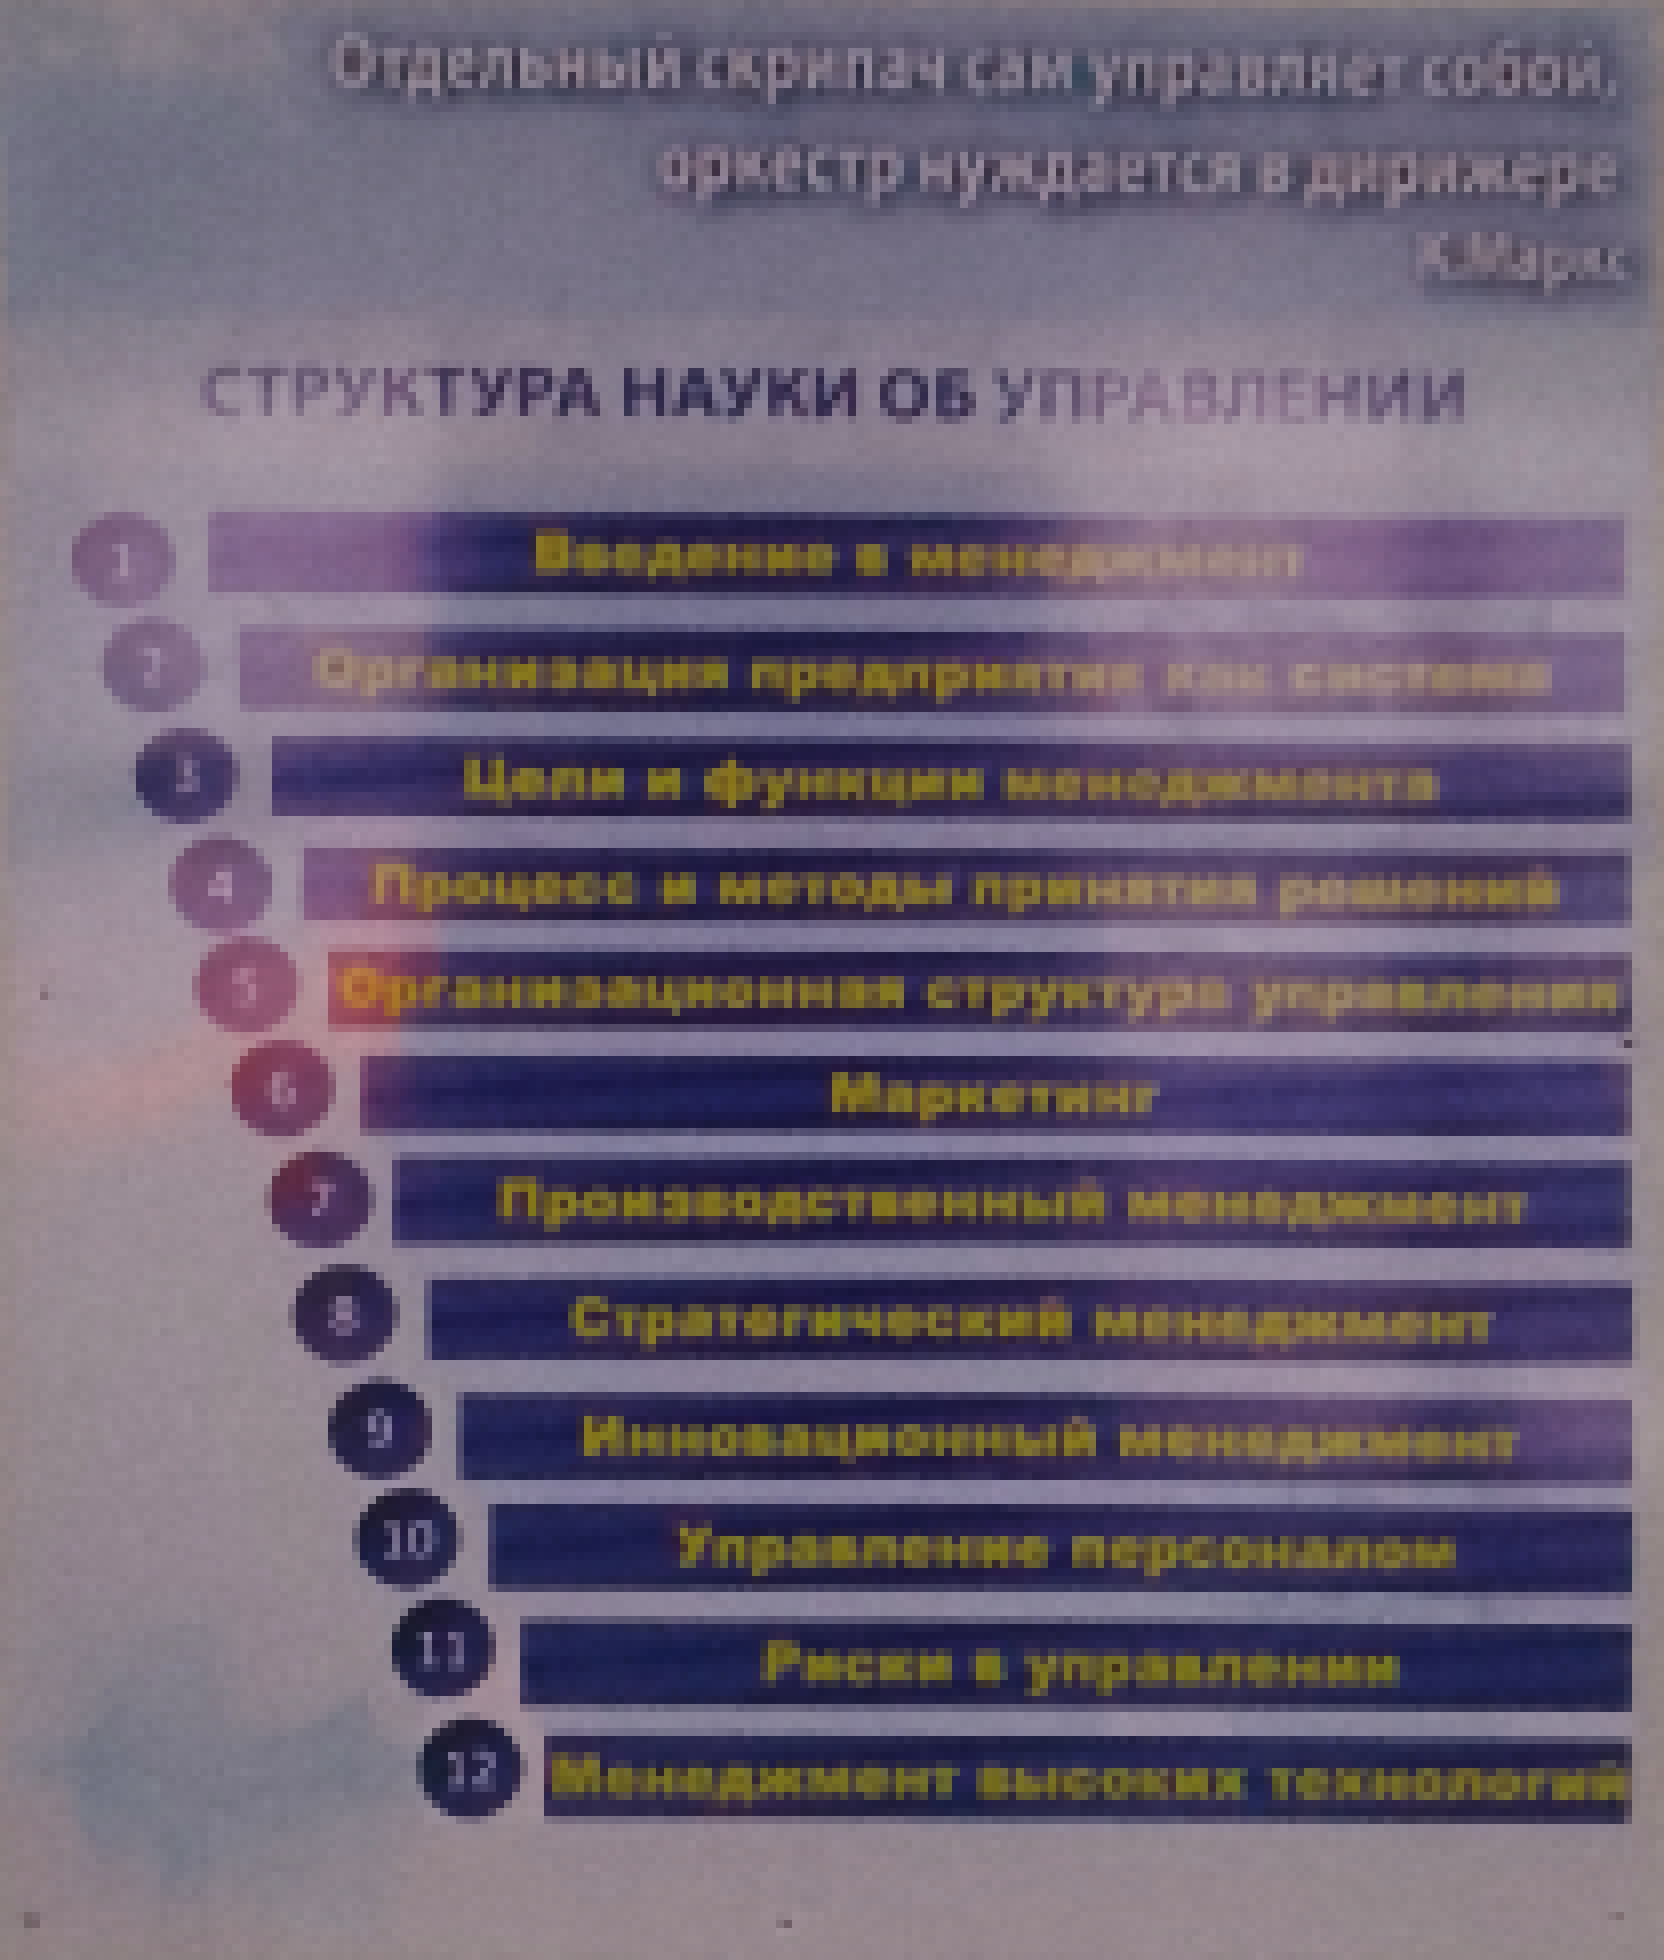 Отдельный скрипач сам управляет собой,
оркестр нуждается в дирижере
К.Маркс
СТРУКТУРА НАУКИ ОБ УПРАВЛЕНИИ
1 Введение в менеджмент
2 Организация предприятия как система
3 Цели и функции менеджмента
4 Процесс и методы принятия решений
5 Организационная структура управления
6 Маркетинг
7 Производственный менеджмент
8 Стратегический менеджмент
9 Инновационный менеджмент
10 Управление персоналом
11 Риски в управлении
12 Менеджмент высоких технологий